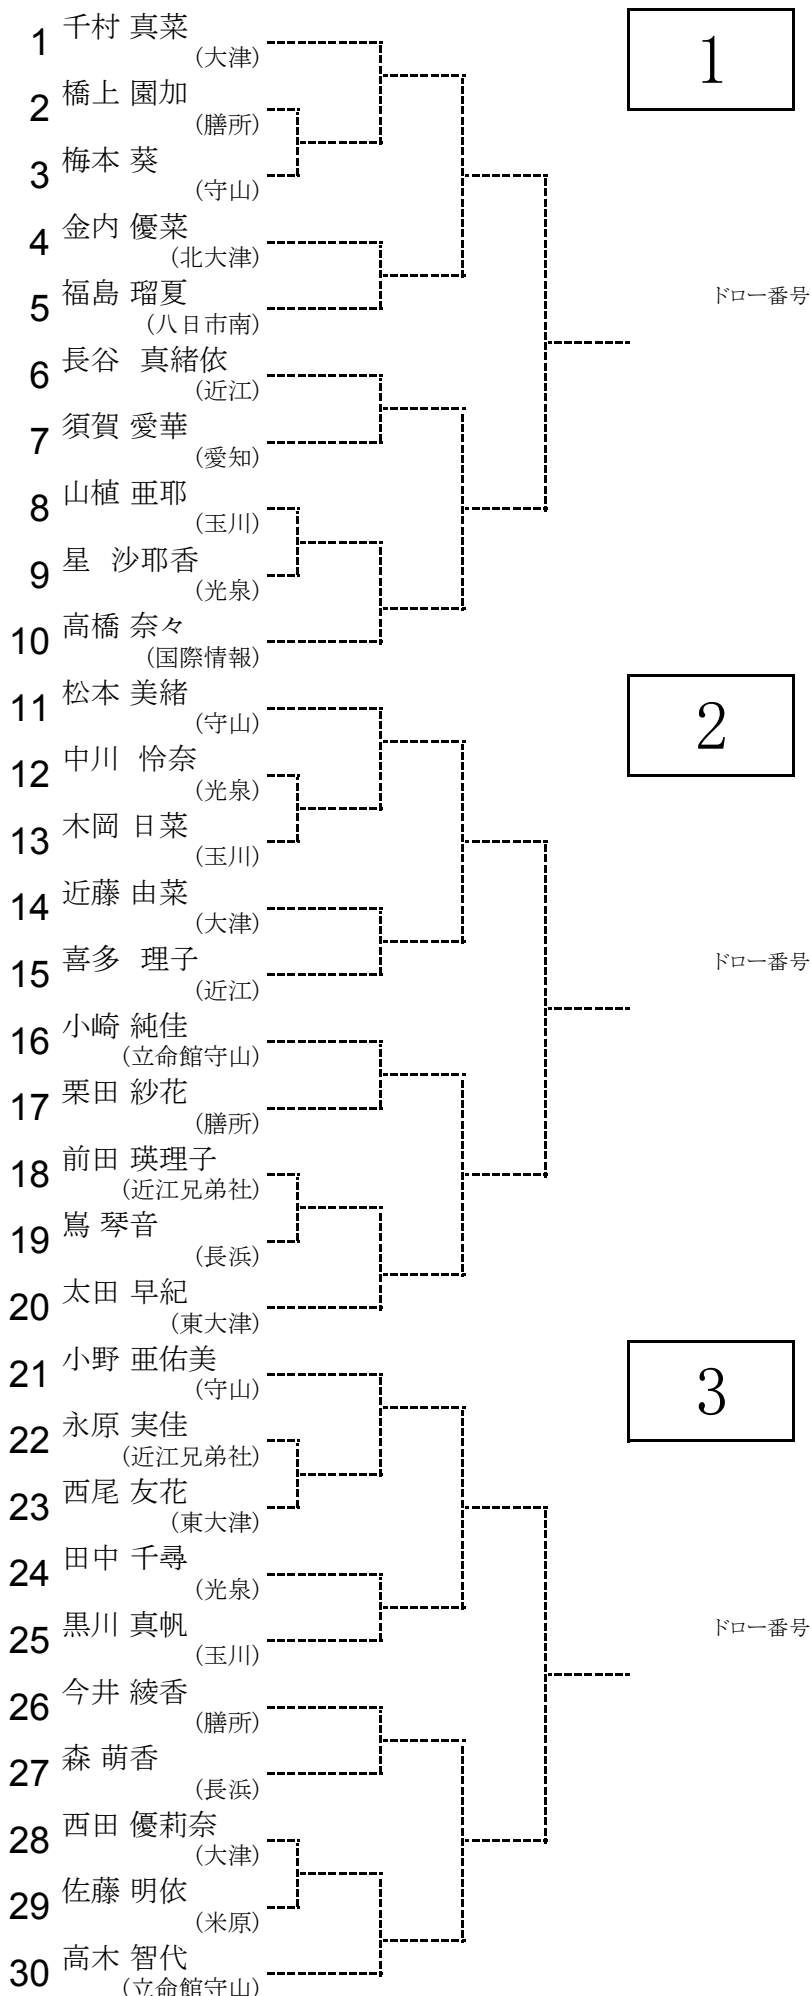 1 千村 真菜
(大津)
1
2 橋上 園加
(膳所)
3 梅本 葵
(守山)
4 金内 優菜
(北大津)
ドロー番号
5 福島 瑠夏
(八日市南)
6 長谷 真緒依
(近江)
7 須賀 愛華
(愛知)
8 山植 亜耶
(玉川)
9 星 沙耶香
(光泉)
10 高橋 奈々
(国際情報)
11 松本 美緒
(守山)
2
12 中川 怜奈
(光泉)
13 木岡 日菜
(玉川)
14 近藤 由菜
(大津)
15 喜多 理子
(近江)
ドロー番号
16 小崎 純佳
(立命館守山)
17 栗田 紗花
(膳所)
18 前田 瑛理子
(近江兄弟社)
19 嶌 琴音
(長浜)
20 太田 早紀
(東大津)
21 小野 亜佑美
(守山)
3
22 永原 実佳
(近江兄弟社)
23 西尾 友花
(東大津)
24 田中 千尋
(光泉)
25 黒川 真帆
(玉川)
ドロー番号
26 今井 綾香
(膳所)
27 森 萌香
(長浜)
28 西田 優莉奈
(大津)
29 佐藤 明依
(米原)
30 高木 智代
(立命館守山)